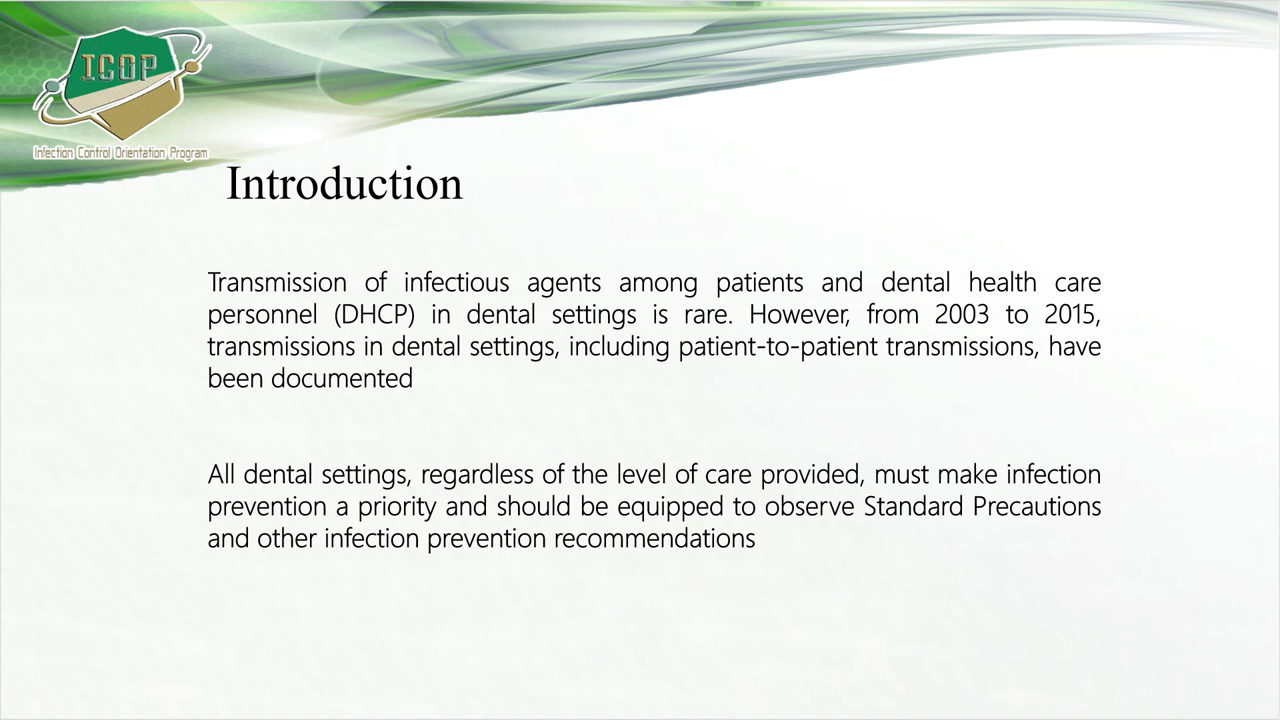 ICOP
Infection Control Orientation Program
Introduction
Transmission of infectious agents among patients and dental health care
personnel (DHCP) in dental settings is rare. However, from 2003 to 2015,
transmissions in dental settings, including patient-to-patient transmissions, have
been documented
All dental settings, regardless of the level of care provided, must make infection
prevention a priority and should be equipped to observe Standard Precautions
and other infection prevention recommendations